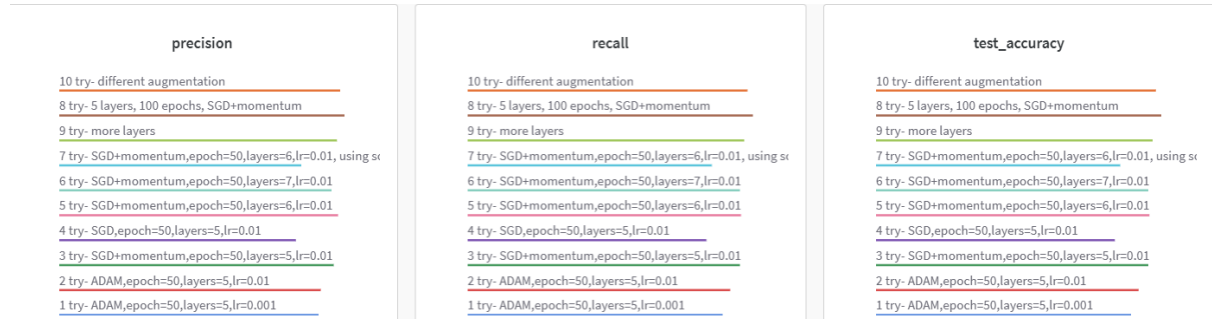 precision
10 try- different augmentation
8 try- 5 layers, 100 epochs, SGD+momentum
9 try- more layers
7 try- SGD+momentum,epoch=50,layers=6,lr=0.01, using
6 try- SGD+momentum,epoch=50,layers=7,lr=0.01
5 try- SGD+momentum,epoch=50,layers=6,lr=0.01
4 try- SGD,epoch=50,layers=5,lr=0.01
3 try- SGD+momentum,epoch=50,layers=5,lr=0.01
2 try- ADAM,epoch=50,layers=5,lr=0.01
1 try- ADAM,epoch=50,layers=5,lr=0.001
recall
10 try- different augmentation
8 try- 5 layers, 100 epochs, SGD+momentum
9 try- more layers
7 try- SGD+momentum,epoch=50,layers=6,lr=0.01, using
6 try- SGD+momentum,epoch=50,layers=7,lr=0.01
5 try- SGD+momentum,epoch=50,layers=6,lr=0.01
4 try- SGD,epoch=50,layers=5,lr=0.01
3 try- SGD+momentum,epoch=50,layers=5,lr=0.01
2 try- ADAM,epoch=50,layers=5,lr=0.01
1 try- ADAM,epoch=50,layers=5,lr=0.001
test_accuracy
10 try- different augmentation
8 try- 5 layers, 100 epochs, SGD+momentum
9 try- more layers
7 try- SGD+momentum,epoch=50,layers=6,lr=0.01, using
6 try- SGD+momentum,epoch=50,layers=7,lr=0.01
5 try- SGD+momentum,epoch=50,layers=6,lr=0.01
4 try- SGD,epoch=50,layers=5,lr=0.01
3 try- SGD+momentum,epoch=50,layers=5,lr=0.01
2 try- ADAM,epoch=50,layers=5,lr=0.01
1 try- ADAM,epoch=50,layers=5,lr=0.001